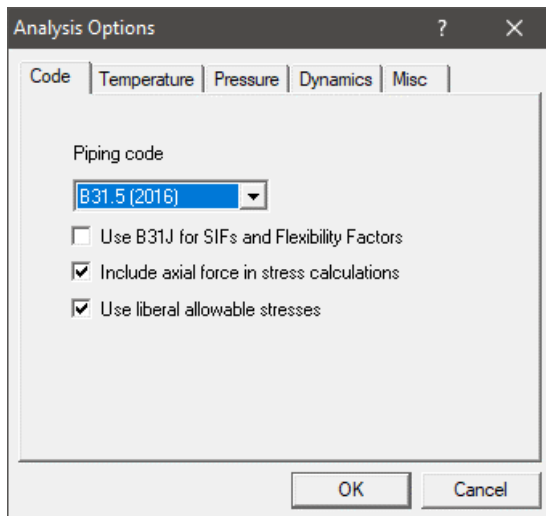 Analysis Options ?
Code Temperature Pressure Dynamics Misc
Piping code
B31.5 (2016)
Use B31J for SIFs and Flexibility Factors
Include axial force in stress calculations
Use liberal allowable stresses
OK Cancel